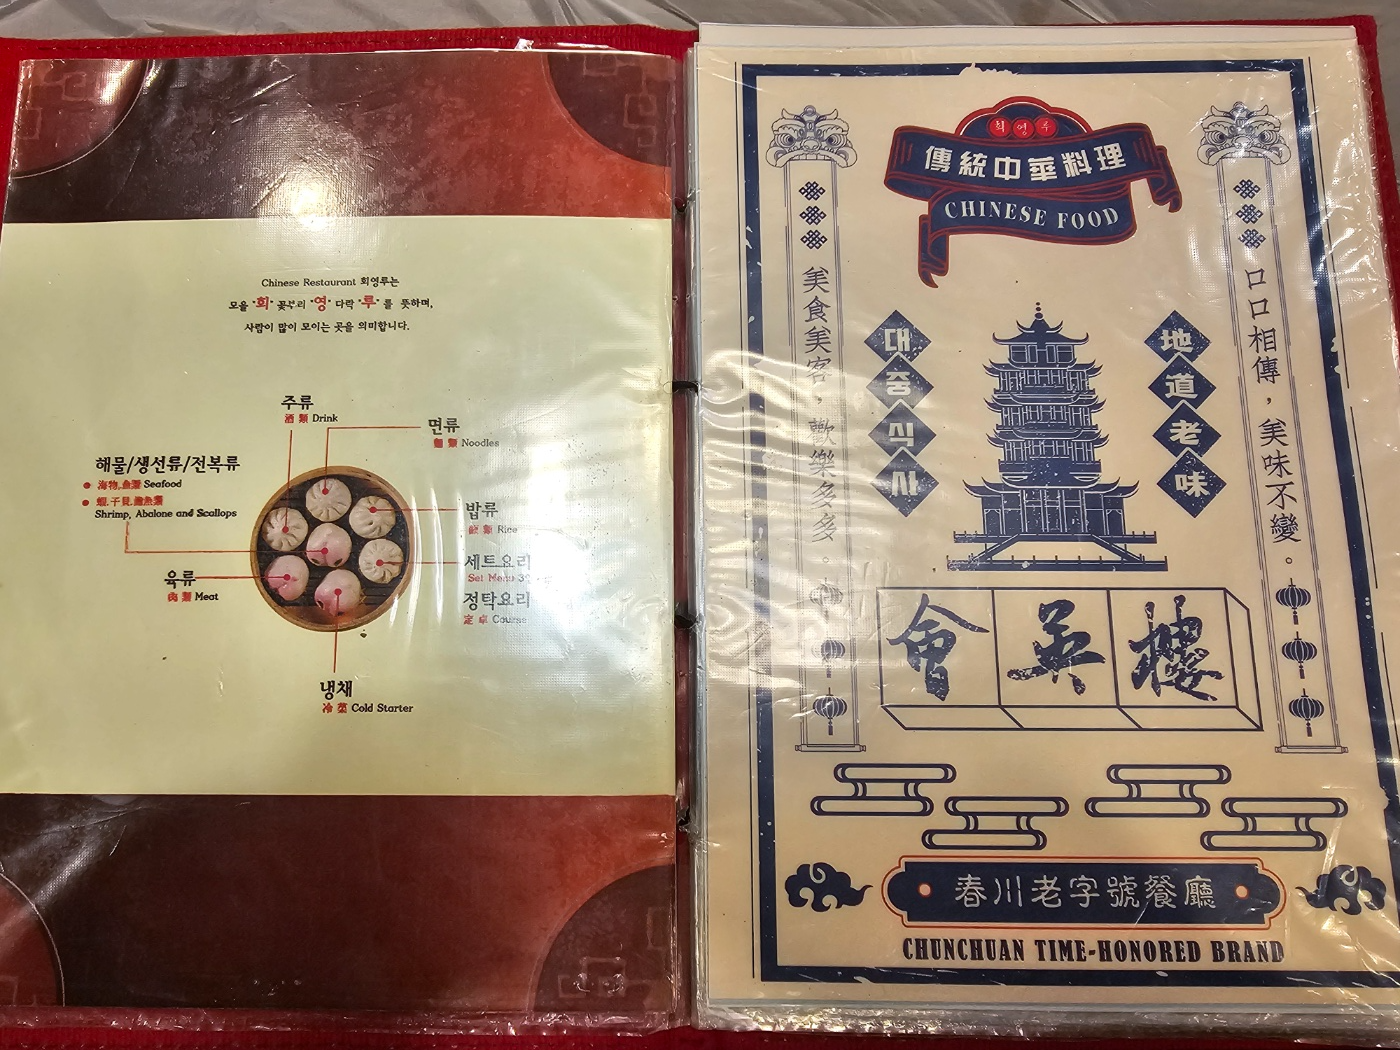 Chinese Restaurant 회영루는
모을 "회" 꽃부리 "영" 다락 "루"를 뜻하며,
사람이 많이 모이는 곳을 의미합니다.
주류
酒 類 Drink
면류
麵 類 Noodles
해물/생선류/전복류
海物,魚類 Seafood
蝦,干貝,鮑魚類
Shrimp, Abalone and Scallops
밥류
飯 類 Rice
세트요리
Set Menu
육류
肉 類 Meat
정탁요리
定 卓 Course
냉채
冷 菜 Cold Starter
회영루
傳統中華料理
CHINESE FOOD
美食美客，歡樂多多。
대중식사
地道老味
口口相傳，美味不變。
會英樓
春川老字號餐廳
CHUNCHUAN TIME-HONORED BRAND